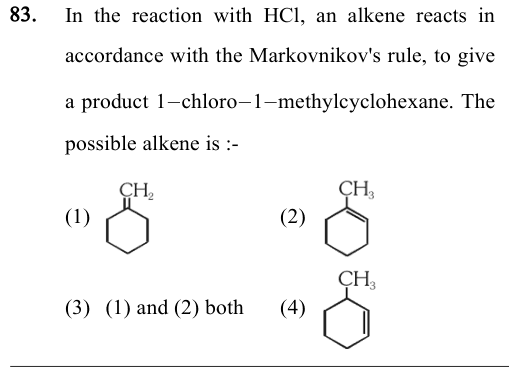 83. In the reaction with HCl, an alkene reacts in
accordance with the Markovnikov's rule, to give
a product 1–chloro–1–methylcyclohexane. The
possible alkene is :-
(1) CH₂ (2) CH₃
(3) (1) and (2) both (4) CH₃